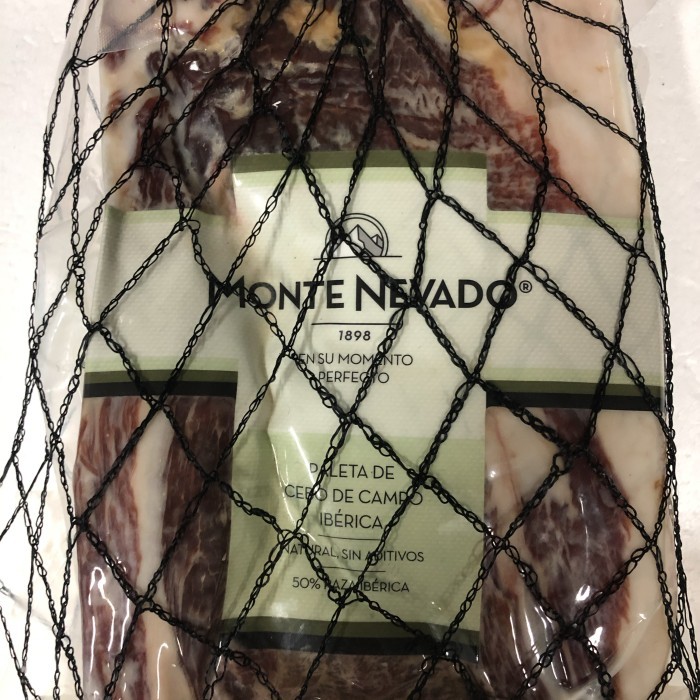 MONTE NEVADO®
1898
EN SU MOMENTO
PERFECTO
PALETA DE
CEBO DE CAMPO
IBÉRICA
NATURAL, SIN ADITIVOS
50% RAZA IBÉRICA